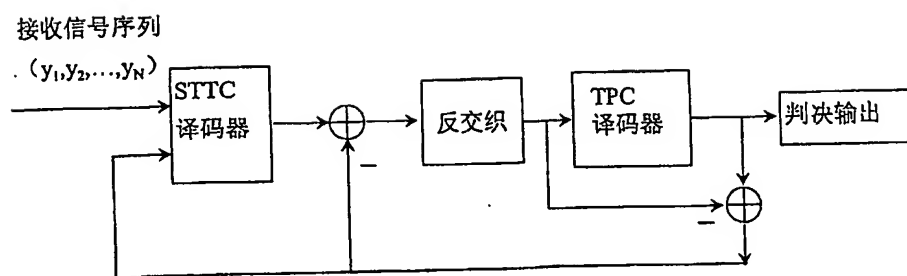 接收信号序列
（y1,y2,…,yN）
STTC
译码器
反交织
TPC
译码器
判决输出
−
−